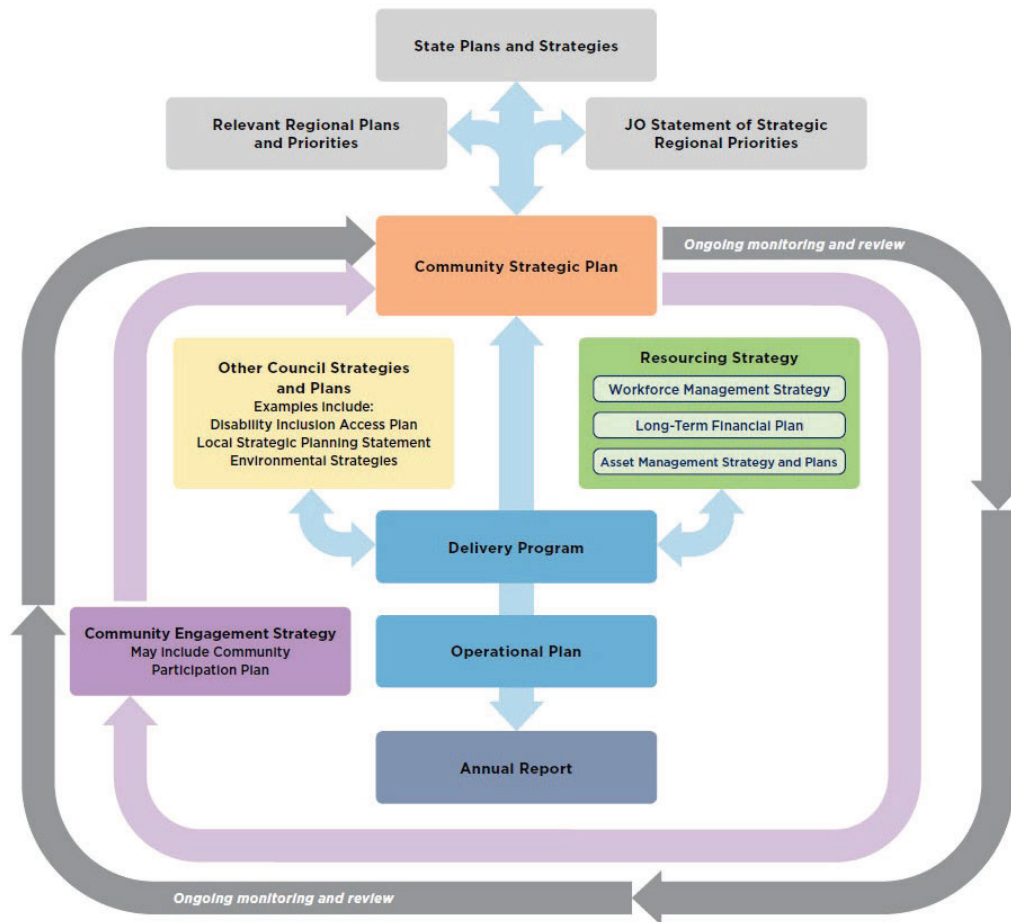 State Plans and Strategies
Relevant Regional Plans
and Priorities
JO Statement of Strategic
Regional Priorities
Community Strategic Plan
Ongoing monitoring and review
Other Council Strategies
and Plans
Examples include:
Disability Inclusion Access Plan
Local Strategic Planning Statement
Environmental Strategies
Resourcing Strategy
Workforce Management Strategy
Long-Term Financial Plan
Asset Management Strategy and Plans
Delivery Program
Community Engagement Strategy
May include Community
Participation Plan
Operational Plan
Annual Report
Ongoing monitoring and review